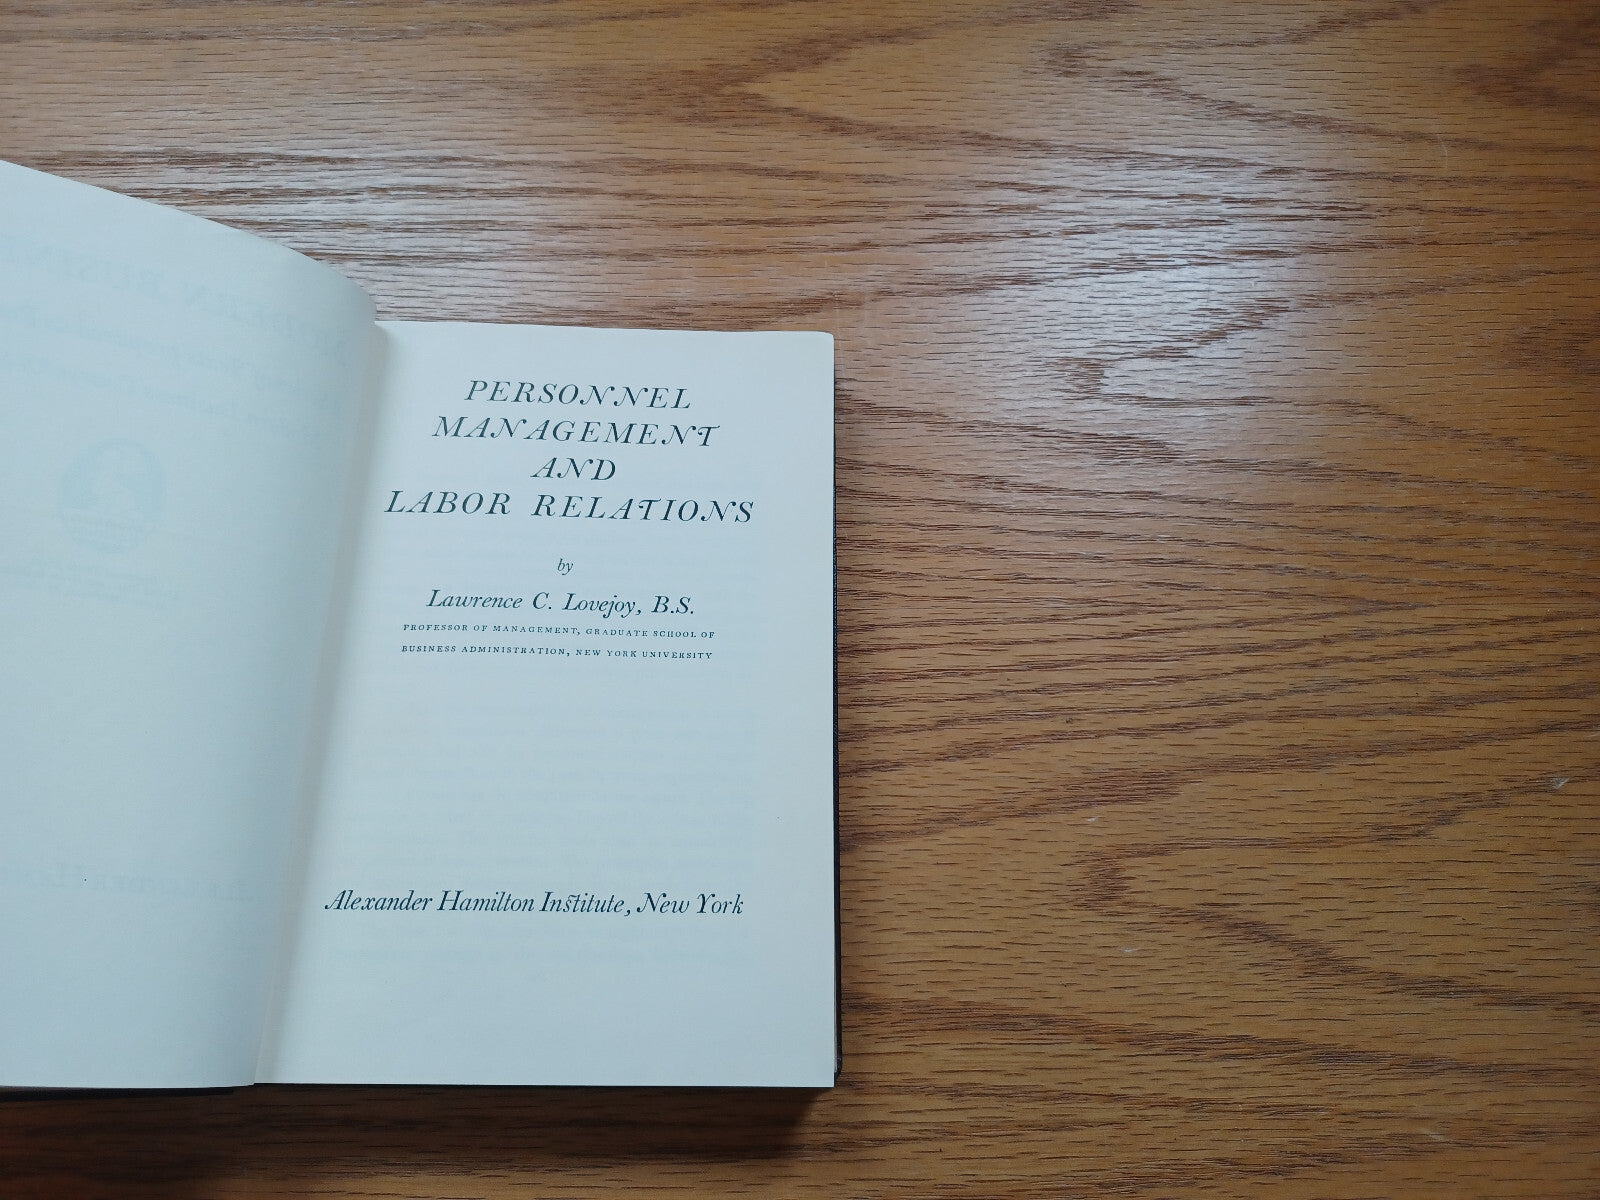 PERSONNEL
MANAGEMENT
AND
LABOR RELATIONS
by
Lawrence C. Lovejoy, B.S.
PROFESSOR OF MANAGEMENT, GRADUATE SCHOOL OF
BUSINESS ADMINISTRATION, NEW YORK UNIVERSITY
Alexander Hamilton Institute, New York